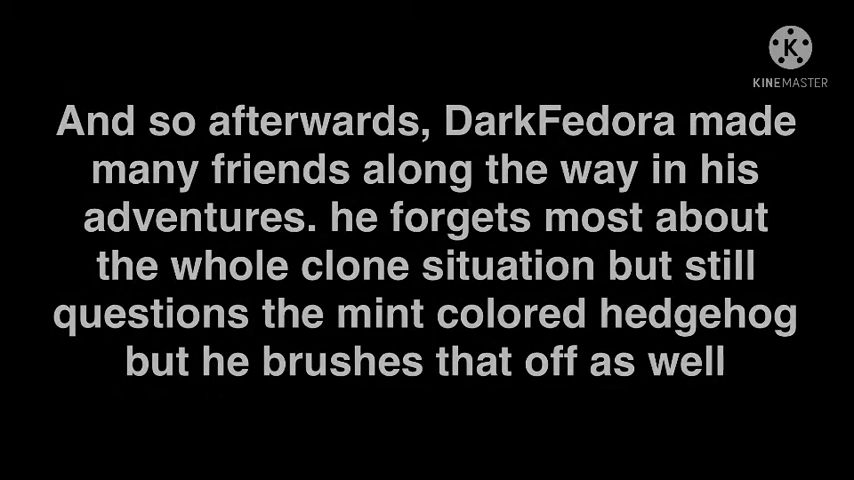 K
KINEMASTER
And so afterwards, DarkFedora made
many friends along the way in his
adventures. he forgets most about
the whole clone situation but still
questions the mint colored hedgehog
but he brushes that off as well